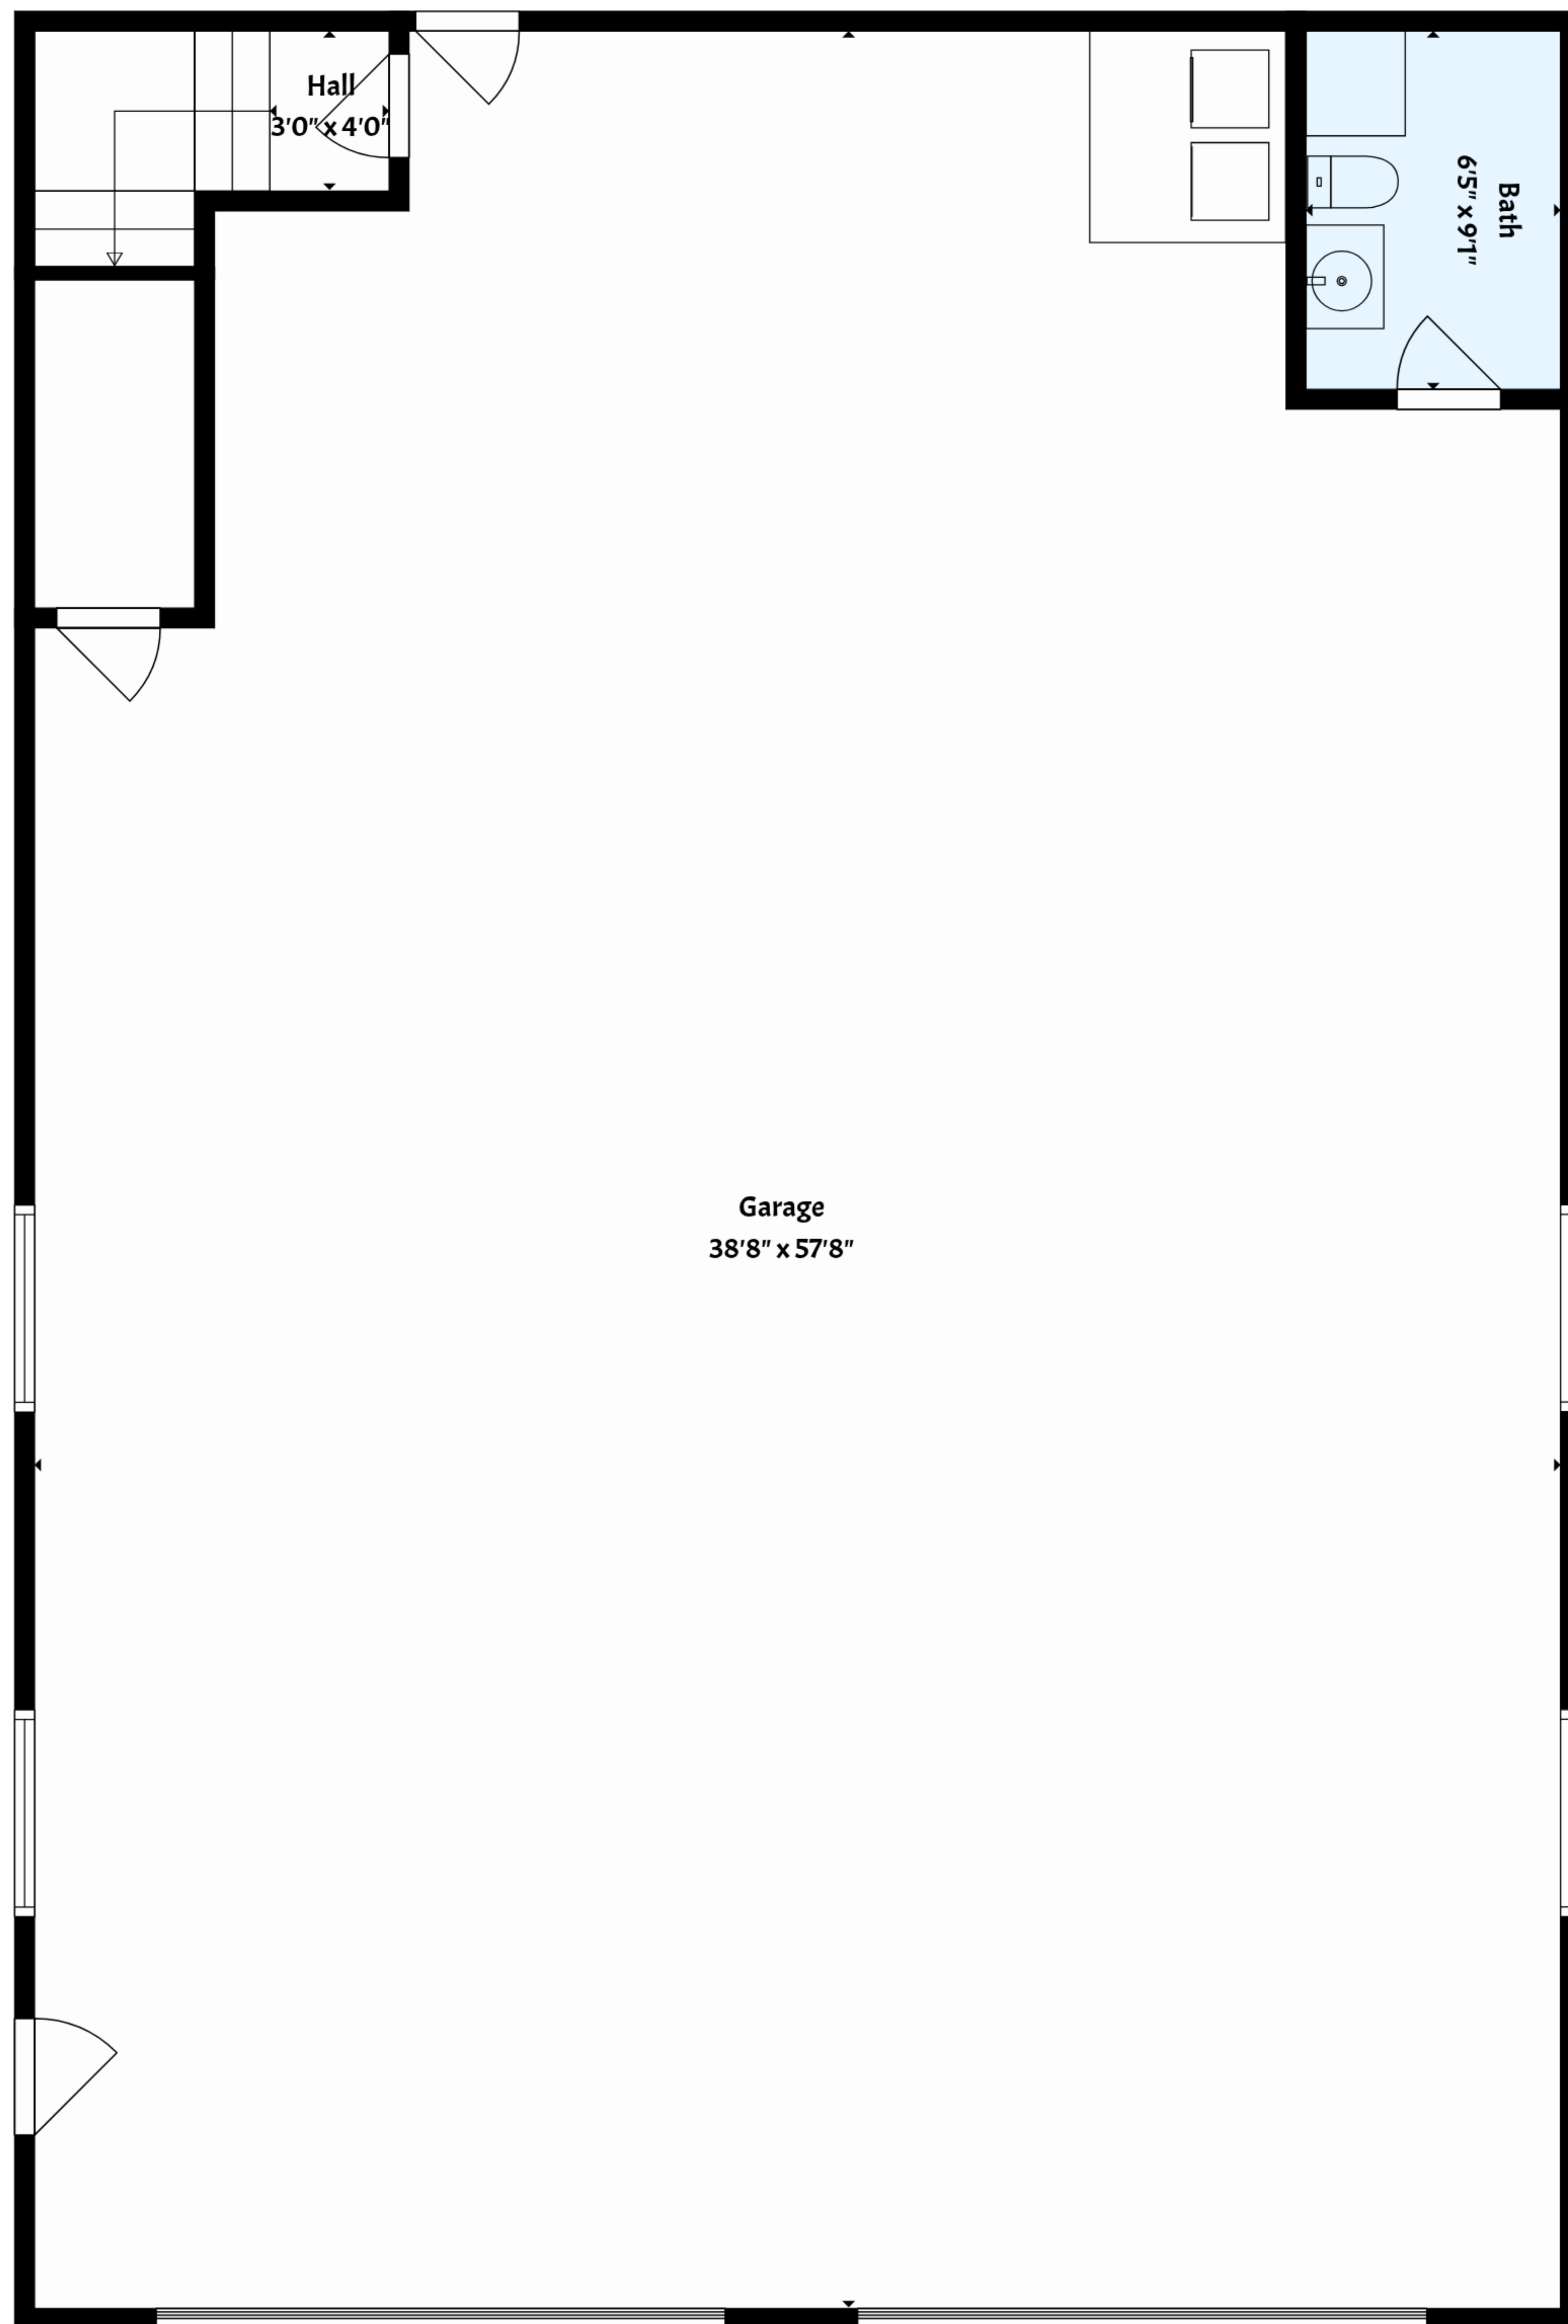 Hall
3'0" x 4'0"
Bath
6'5" x 9'1"
Garage
38'8" x 57'8"